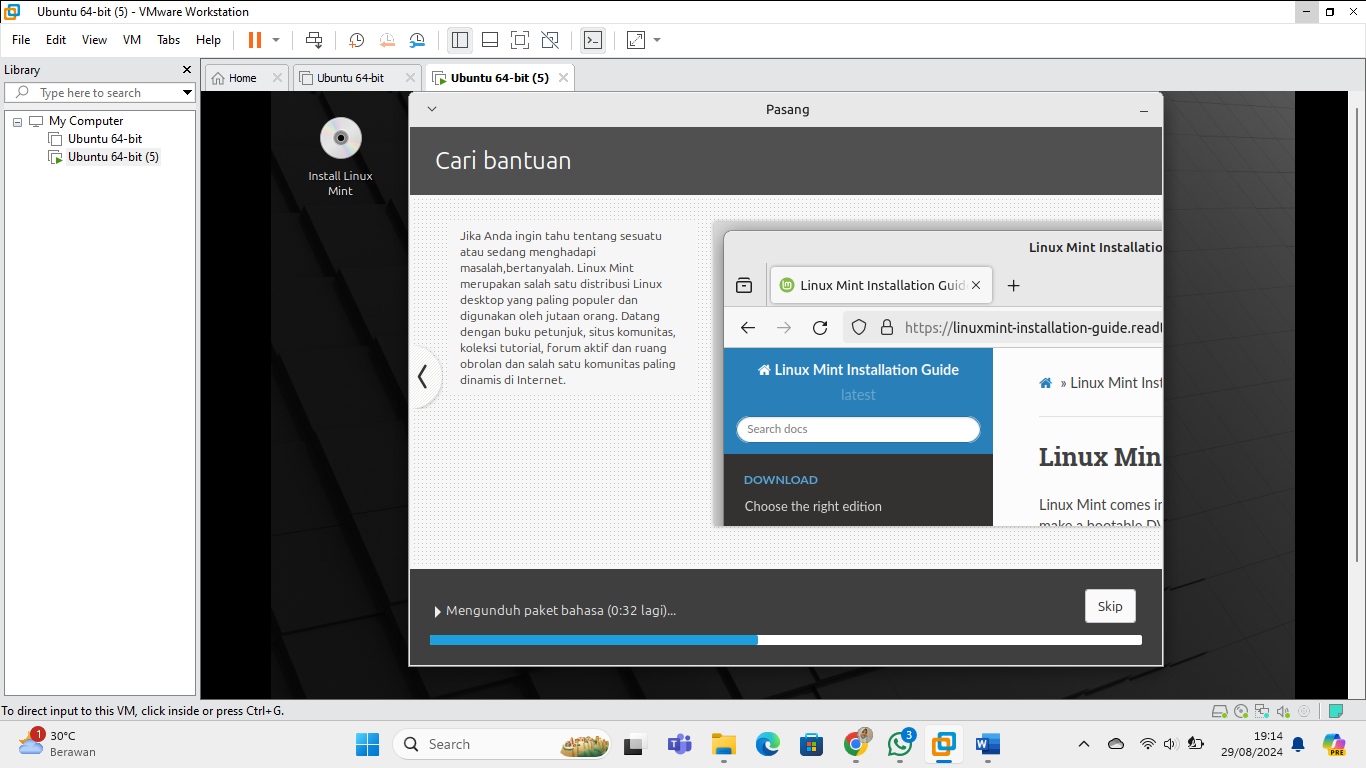 Ubuntu 64-bit (5) - VMware Workstation
File Edit View VM Tabs Help
Library
Type here to search
My Computer
Ubuntu 64-bit
Ubuntu 64-bit (5)
Home
Ubuntu 64-bit
Ubuntu 64-bit (5)
Install Linux
Mint
Pasang
Cari bantuan
Jika Anda ingin tahu tentang sesuatu
atau sedang menghadapi
masalah,bertanyalah. Linux Mint
merupakan salah satu distribusi Linux
desktop yang paling populer dan
digunakan oleh jutaan orang. Datang
dengan buku petunjuk, situs komunitas,
koleksi tutorial, forum aktif dan ruang
obrolan dan salah satu komunitas paling
dinamis di Internet.
Linux Mint Installatio
Linux Mint Installation Guid
https://linuxmint-installation-guide.readt
Linux Mint Installation Guide
latest
Search docs
DOWNLOAD
Choose the right edition
» Linux Mint Inst
Linux Min
Linux Mint comes in
make a bootable DV
Mengunduh paket bahasa (0:32 lagi)...
Skip
To direct input to this VM, click inside or press Ctrl+G.
1
30°C
Berawan
Search
3
PRE
19:14
29/08/2024